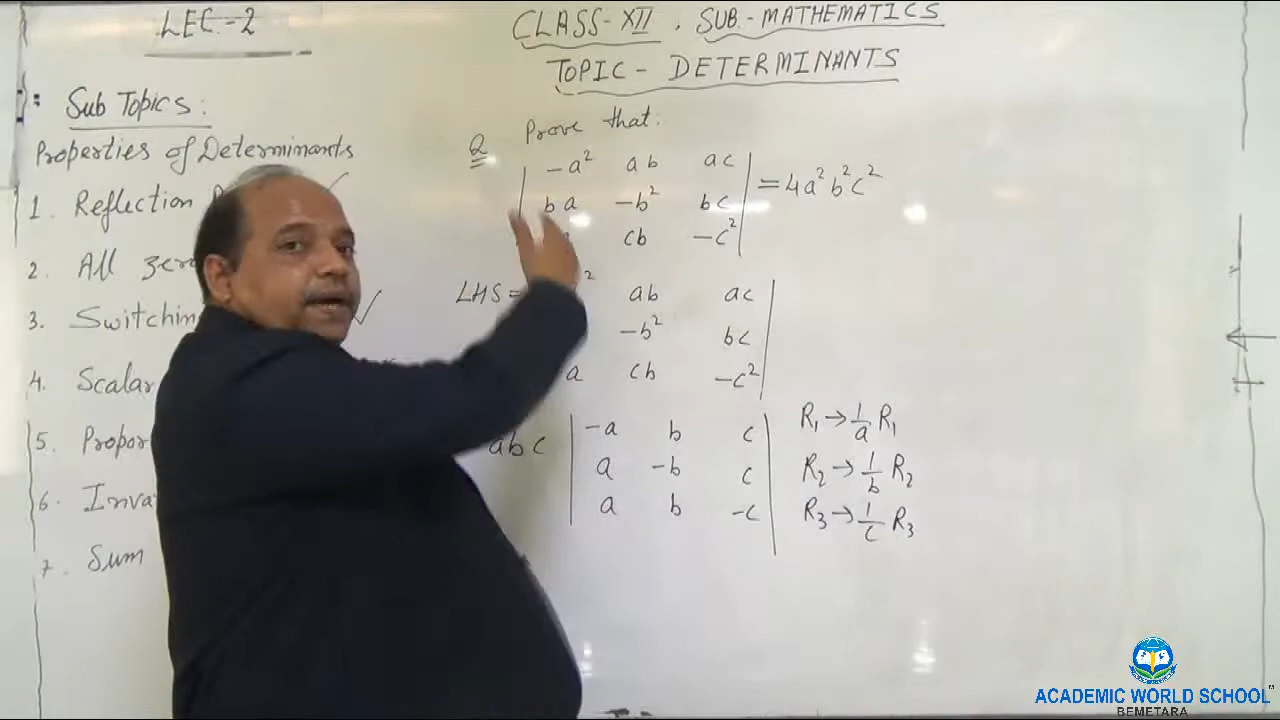 LEC.-2
CLASS-XII, SUB.-MATHEMATICS
TOPIC- DETERMINANTS
Sub Topics:
Properties of Determinants
1. Reflection
2. All zero
3. Switching
4. Scalar
5.
6.
7. Sum
Q Prove that:
-a² ab ac
ba -b² bc = 4a²b²c²
cb -c²
LHS = ² ab ac
-b² bc
a cb -c²
abc -a b c R₁→1/a R₁
a -b c R₂→1/b R₂
a b -c R₃→1/c R₃
ACADEMIC WORLD SCHOOL™
BEMETARA